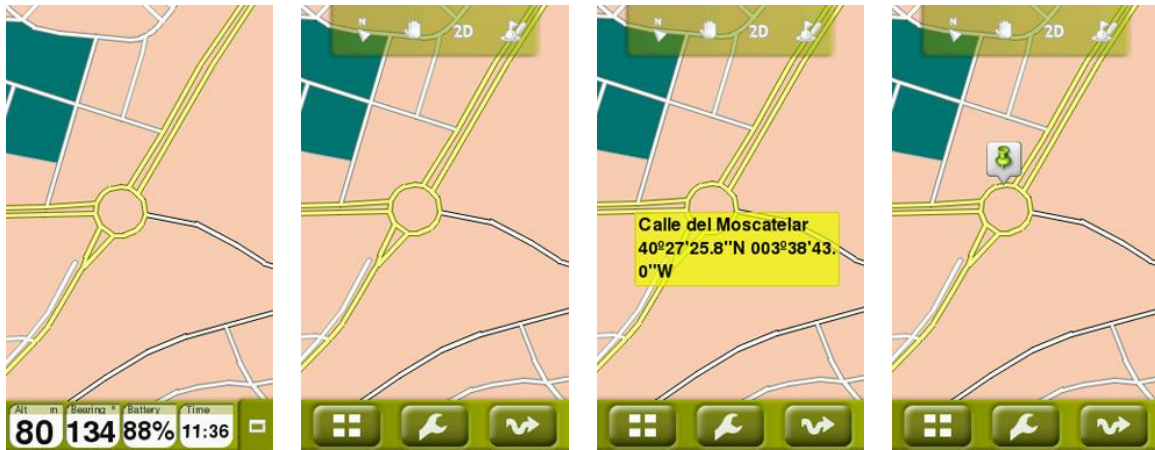 Alt m Bearing º Battery Time
80 134 88% 11:36
N 2D
N 2D
Calle del Moscatelar
40º27'25.8"N 003º38'43.
0"W
N 2D